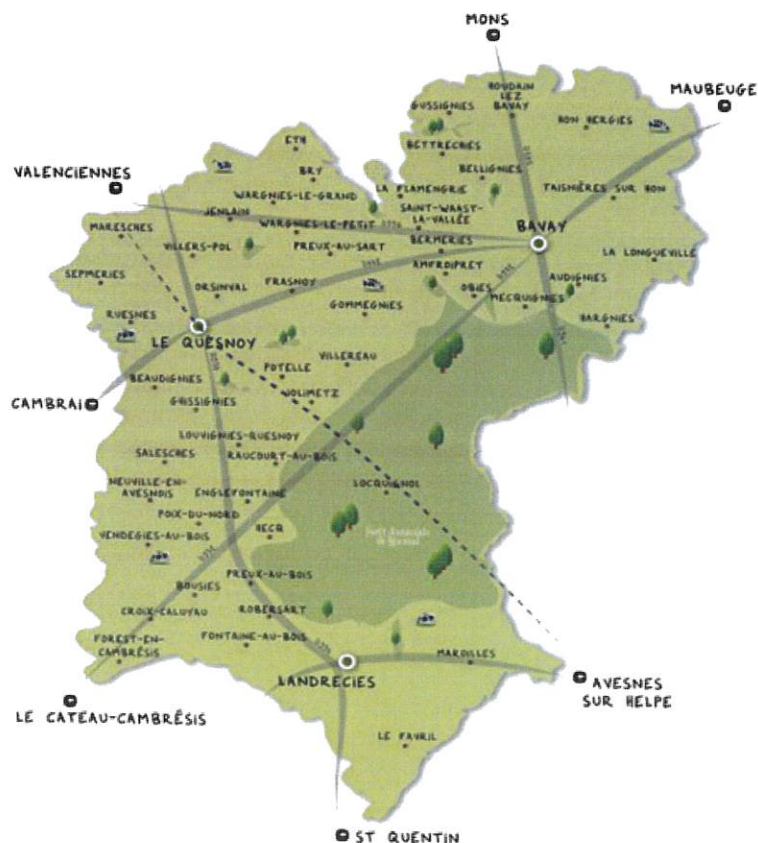 MONS
MAUBEUGE
HOUDAIN
LEZ
BAVAY
GUSSIGNIES
HON HERGIES
ETH
BETTRECHIES
VALENCIENNES
BRY
BELLIGNIES
WARGNIES-LE-GRAND
LA FLAMENGRIE
TAISNIÈRES SUR HON
JENLAIN
SAINT-WAAST-
LA-VALLÉE
WARGNIES-LE-PETIT
BAVAY
MARESCHES
VILLERS-POL
PREUX-AU-SART
BERMERIES
LA LONGUEVILLE
AMFROIPRET
SEPMERIES
AUDIGNIES
ORSINVAL
FRASNOY
OBIES
MECQUIGNIES
GOMMEGNIES
RUESNES
HARGNIES
LE QUESNOY
VILLEREAU
POTELLE
BEAUDIGNIES
JOLIMETZ
CAMBRAI
GHISSIGNIES
LOUVIGNIES-QUESNOY
SALESCHES
RAUCOURT-AU-BOIS
NEUVILLE-EN-
AVESNOIS
ENGLEFONTAINE
LOCQUIGNOL
POIX-DU-NORD
HECQ
VENDEGIES-AU-BOIS
PREUX-AU-BOIS
BOUSIES
CROIX-CALUYAU
ROBERSART
FOREST-EN-
CAMBRÉSIS
FONTAINE-AU-BOIS
MAROILLES
LANDRECIES
AVESNES
SUR HELPE
LE CATEAU-CAMBRÉSIS
LE FAVRIL
ST QUENTIN